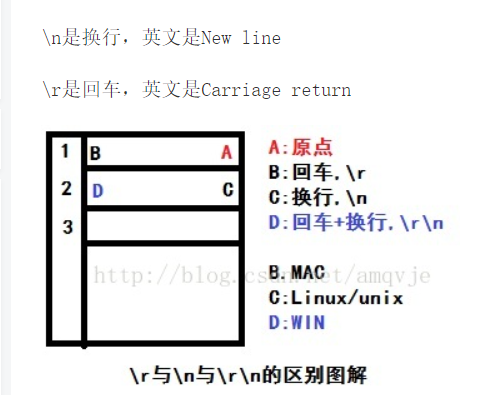 \n是换行，英文是New line
\r是回车，英文是Carriage return
1 B A
2 D C
3
A:原点
B:回车,\r
C:换行,\n
D:回车+换行,\r\n
B.MAC
C:Linux/unix
D:WIN
http://blog.csdn.net/amqvje
\r与\n与\r\n的区别图解